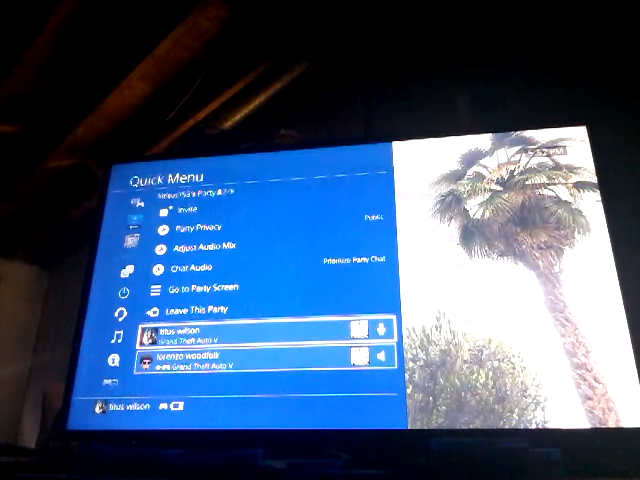 Quick Menu
Party
Invite
Public
Party Privacy
Adjust Audio Mix
Chat Audio
Prioritize Party Chat
Go to Party Screen
Leave This Party
titus wilson
Grand Theft Auto V
lorenzo woodfolk
Grand Theft Auto V
titus wilson